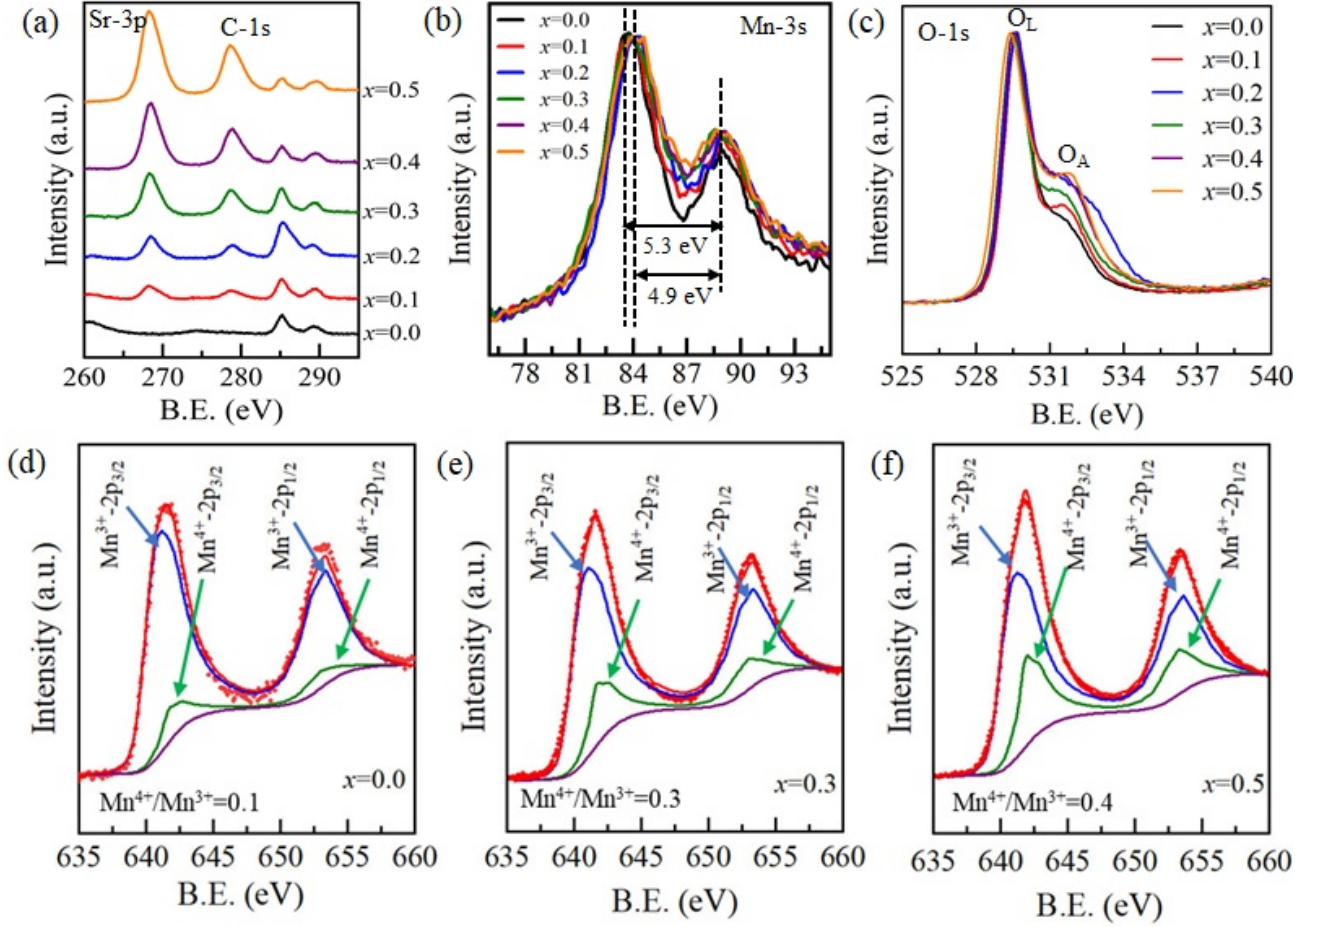 (a)
Sr-3p
C-1s
x=0.5
x=0.4
x=0.3
x=0.2
x=0.1
x=0.0
Intensity (a.u.)
260 270 280 290
B.E. (eV)
(b)
x=0.0
x=0.1
x=0.2
x=0.3
x=0.4
x=0.5
Mn-3s
5.3 eV
4.9 eV
Intensity (a.u.)
78 81 84 87 90 93
B.E. (eV)
(c)
O-1s
O_L
O_A
x=0.0
x=0.1
x=0.2
x=0.3
x=0.4
x=0.5
Intensity (a.u.)
525 528 531 534 537 540
B.E. (eV)
(d)
Mn³⁺-2p₃/₂
Mn⁴⁺-2p₃/₂
Mn³⁺-2p₁/₂
Mn⁴⁺-2p₁/₂
x=0.0
Mn⁴⁺/Mn³⁺=0.1
Intensity (a.u.)
635 640 645 650 655 660
B.E. (eV)
(e)
Mn³⁺-2p₃/₂
Mn⁴⁺-2p₃/₂
Mn³⁺-2p₁/₂
Mn⁴⁺-2p₁/₂
x=0.3
Mn⁴⁺/Mn³⁺=0.3
Intensity (a.u.)
635 640 645 650 655 660
B.E. (eV)
(f)
Mn³⁺-2p₃/₂
Mn⁴⁺-2p₃/₂
Mn³⁺-2p₁/₂
Mn⁴⁺-2p₁/₂
x=0.5
Mn⁴⁺/Mn³⁺=0.4
Intensity (a.u.)
635 640 645 650 655 660
B.E. (eV)